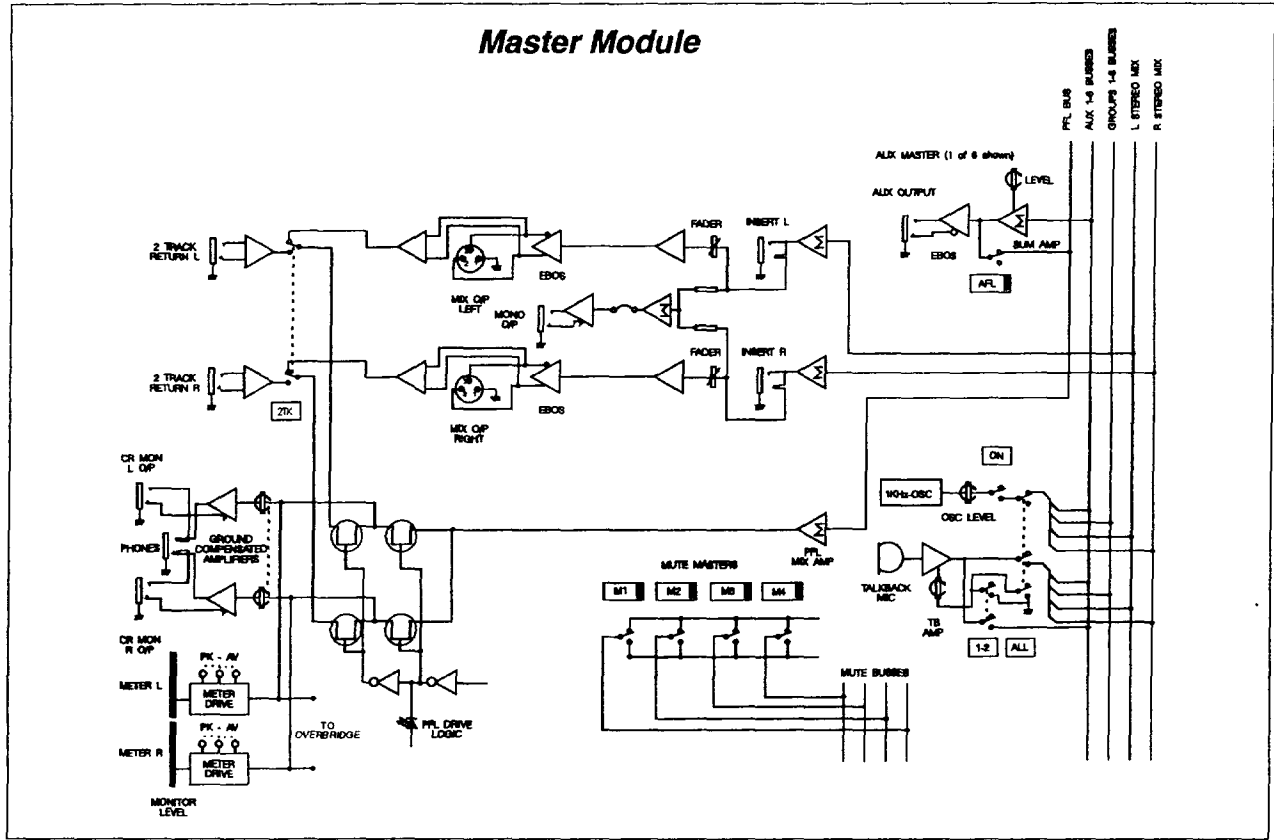 Master Module
PFL BUS
AUX 1-6 BUSSES
GROUPS 1-8 BUSSES
L STEREO MIX
R STEREO MIX
AUX MASTER (1 of 6 shown)
LEVEL
AUX OUTPUT
SUM AMP
EBOS
AFL
2 TRACK
RETURN L
FADER
INSERT L
EBOS
MIX O/P
LEFT
MONO
O/P
2 TRACK
RETURN R
FADER
INSERT R
EBOS
2TK
MIX O/P
RIGHT
CR MON
L O/P
PHONES
GROUND
COMPENSATED
AMPLIFIERS
CR MON
R O/P
ON
1KHz-OSC
OSC LEVEL
PFL
MIX AMP
TALKBACK
MIC
TB
AMP
1-2
ALL
MUTE MASTERS
M1
M2
M3
M4
MUTE BUSSES
PK - AV
METER L
METER
DRIVE
PK - AV
METER R
METER
DRIVE
MONITOR
LEVEL
TO
OVERBRIDGE
PFL DRIVE
LOGIC